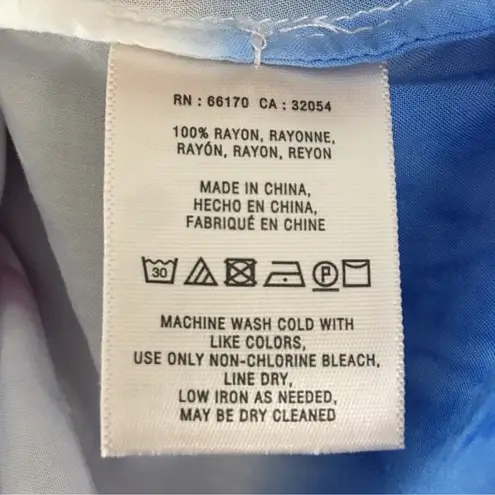 RN : 66170 CA : 32054
100% RAYON, RAYONNE,
RAYÓN, RAYON, REYON
MADE IN CHINA,
HECHO EN CHINA,
FABRIQUÉ EN CHINE
30 P
MACHINE WASH COLD WITH
LIKE COLORS,
USE ONLY NON-CHLORINE BLEACH,
LINE DRY,
LOW IRON AS NEEDED,
MAY BE DRY CLEANED